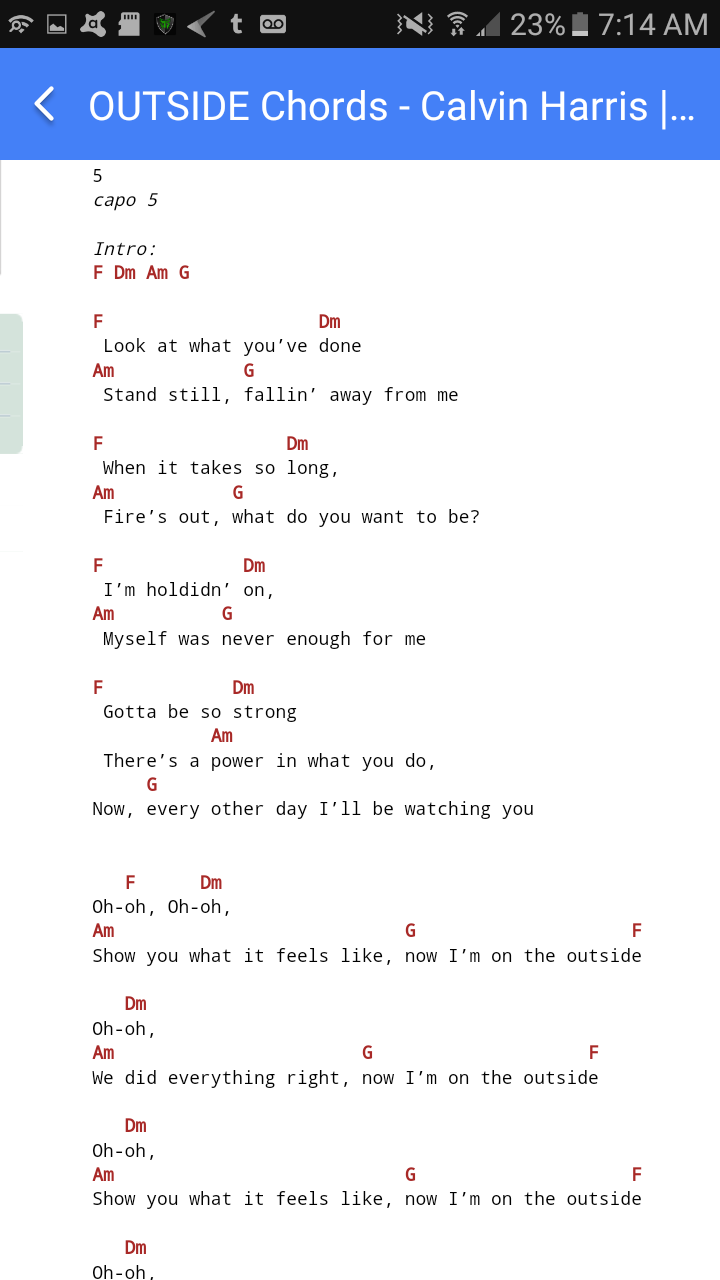 23% 7:14 AM
OUTSIDE Chords - Calvin Harris |...
5
capo 5
Intro:
F Dm Am G
F Dm
Look at what you’ve done
Am G
Stand still, fallin’ away from me
F Dm
When it takes so long,
Am G
Fire’s out, what do you want to be?
F Dm
I’m holdidn’ on,
Am G
Myself was never enough for me
F Dm
Gotta be so strong
Am
There’s a power in what you do,
G
Now, every other day I’ll be watching you
F Dm
Oh-oh, Oh-oh,
Am G F
Show you what it feels like, now I’m on the outside
Dm
Oh-oh,
Am G F
We did everything right, now I’m on the outside
Dm
Oh-oh,
Am G F
Show you what it feels like, now I’m on the outside
Dm
Oh-oh,